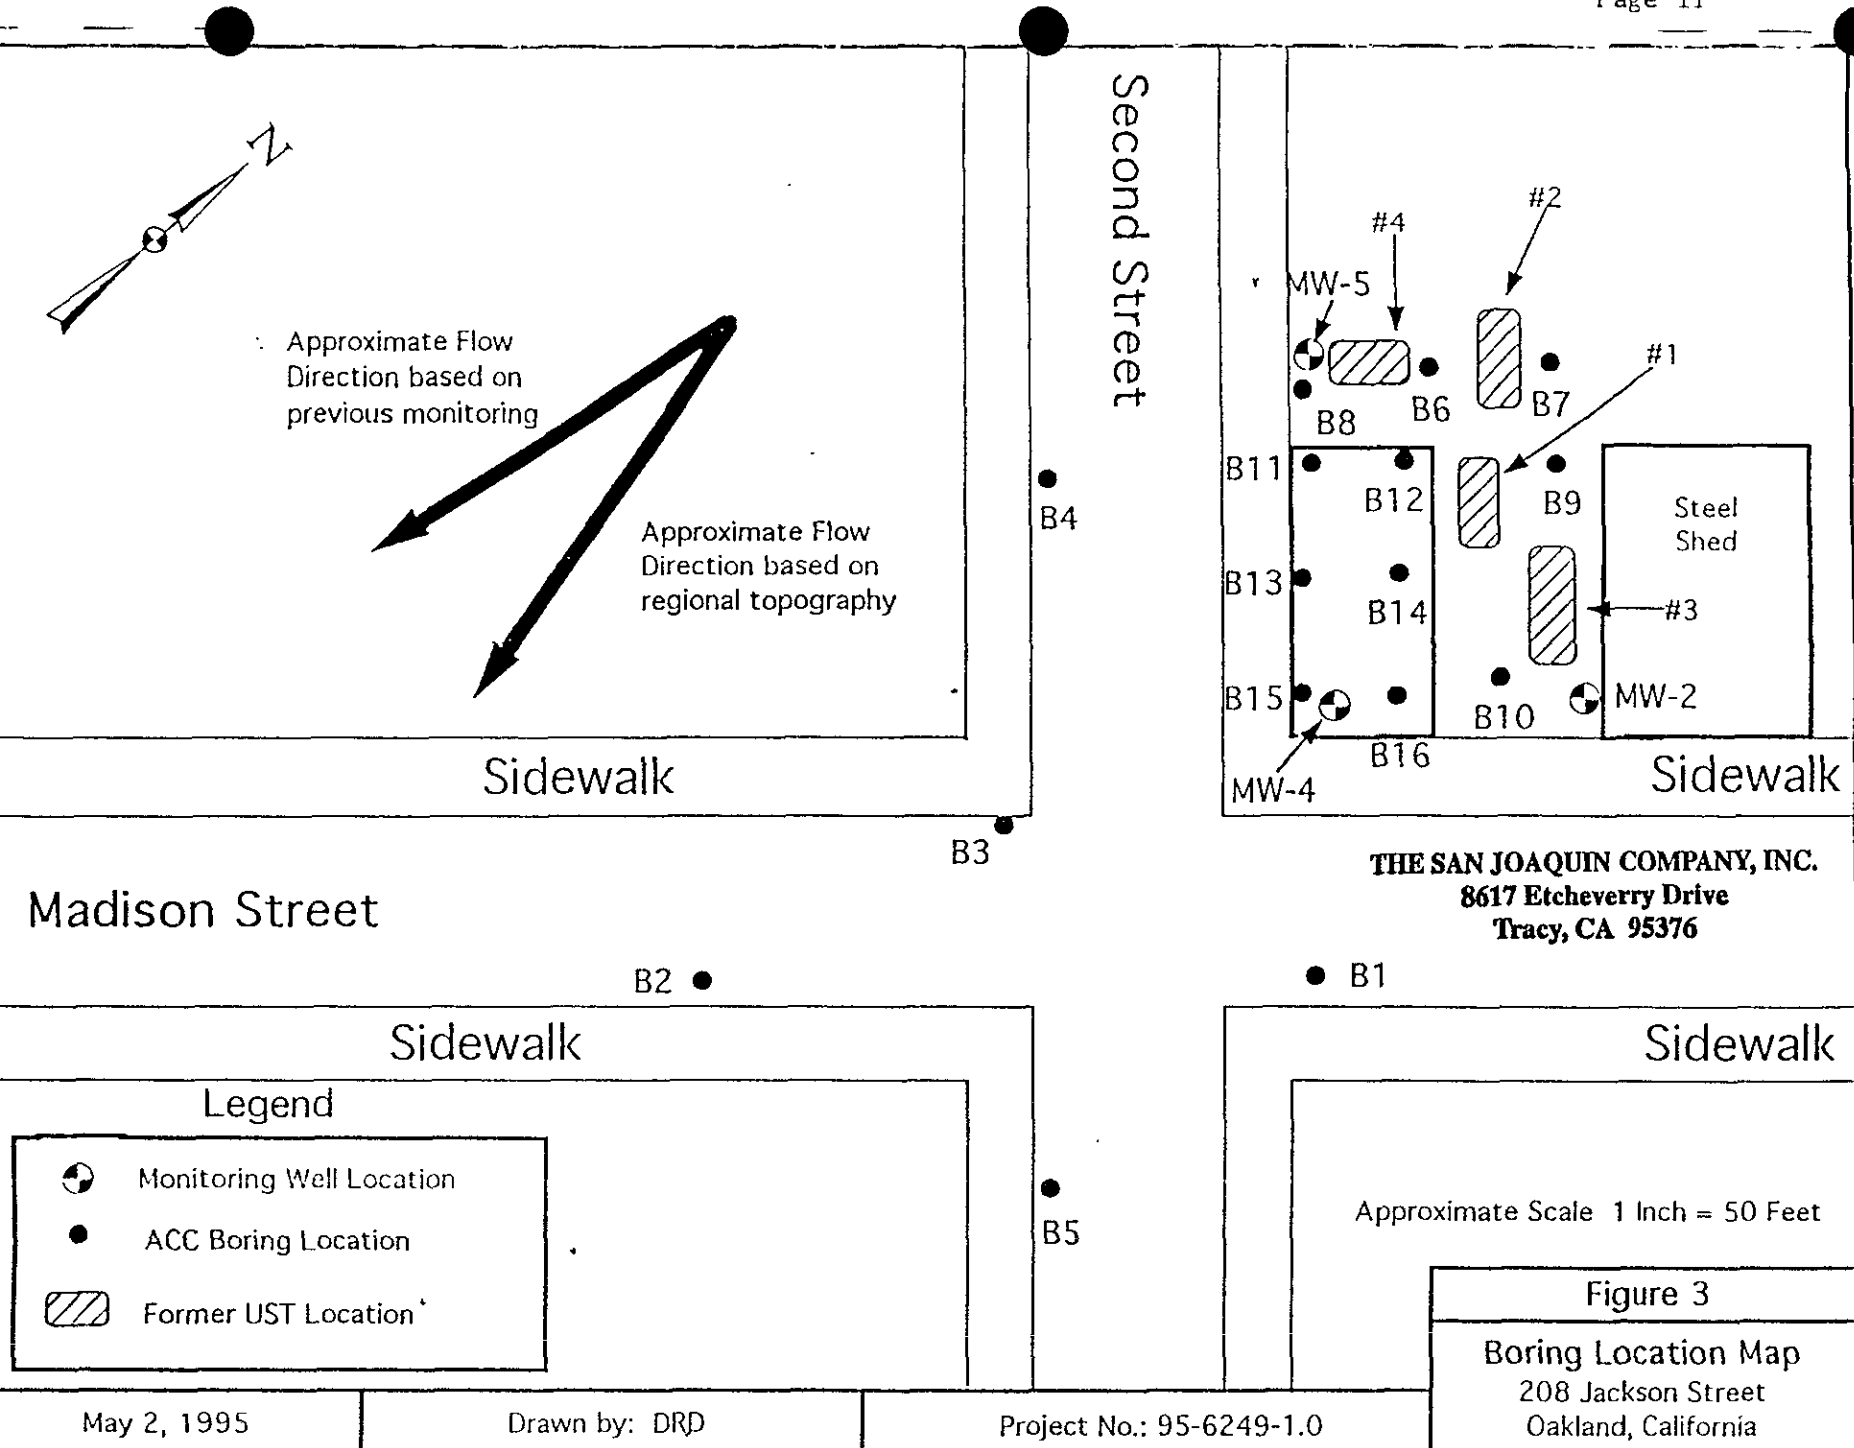 Page 11
N
Second Street
#2
#4
MW-5
#1
Approximate Flow
Direction based on
previous monitoring
B8
B6
B7
B11
B12
B9
Steel
Shed
B4
Approximate Flow
Direction based on
regional topography
B13
B14
#3
B15
B10
MW-2
B16
MW-4
Sidewalk
Sidewalk
B3
THE SAN JOAQUIN COMPANY, INC.
8617 Etcheverry Drive
Tracy, CA 95376
Madison Street
B2
B1
Sidewalk
Sidewalk
Legend
Monitoring Well Location
ACC Boring Location
Former UST Location
B5
Approximate Scale 1 Inch = 50 Feet
Figure 3
Boring Location Map
208 Jackson Street
Oakland, California
May 2, 1995
Drawn by: DRD
Project No.: 95-6249-1.0